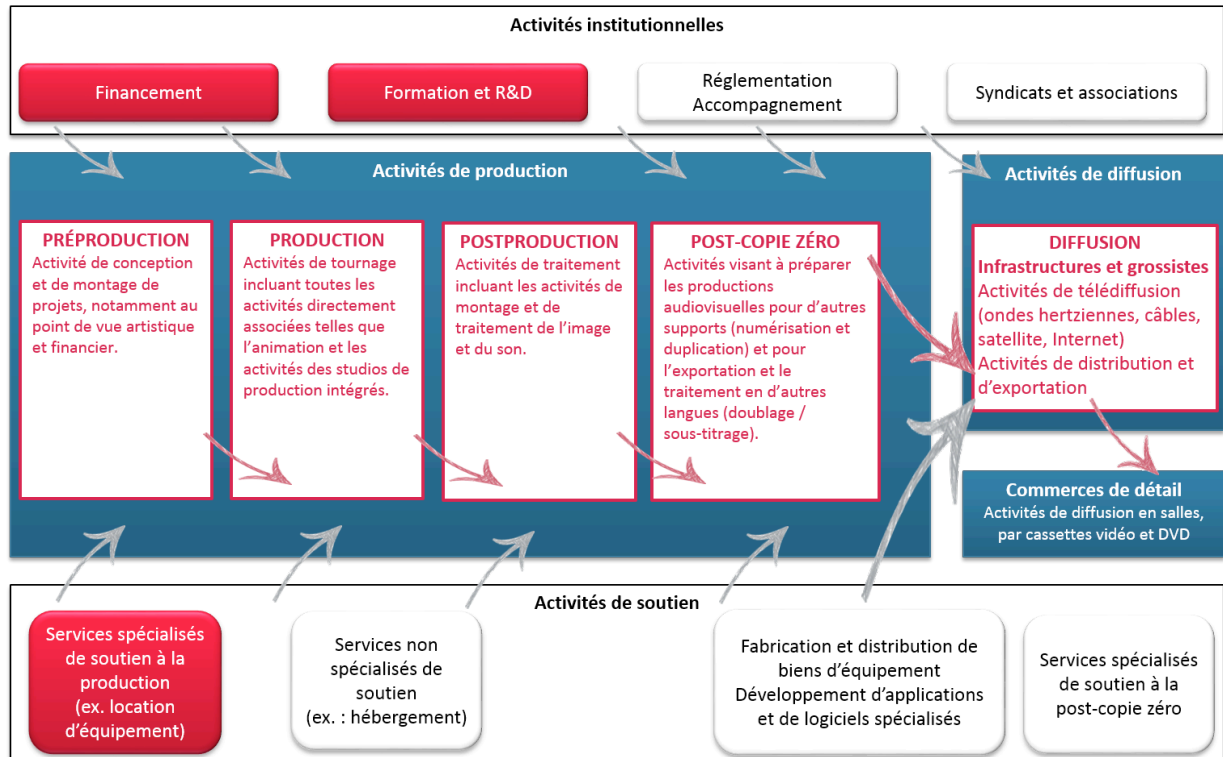 Activités institutionnelles
Financement
Formation et R&D
Réglementation
Accompagnement
Syndicats et associations
Activités de production
PRÉPRODUCTION
Activité de conception
et de montage de
projets, notamment au
point de vue artistique
et financier.
PRODUCTION
Activités de tournage
incluant toutes les
activités directement
associées telles que
l’animation et les
activités des studios de
production intégrés.
POSTPRODUCTION
Activités de traitement
incluant les activités de
montage et de
traitement de l’image
et du son.
POST-COPIE ZÉRO
Activités visant à préparer
les productions
audiovisuelles pour d’autres
supports (numérisation et
duplication) et pour
l’exportation et le
traitement en d’autres
langues (doublage /
sous-titrage).
Activités de diffusion
DIFFUSION
Infrastructures et grossistes
Activités de télédiffusion
(ondes hertziennes, câbles,
satellite, Internet)
Activités de distribution et
d’exportation
Commerces de détail
Activités de diffusion en salles,
par cassettes vidéo et DVD
Activités de soutien
Services spécialisés
de soutien à la
production
(ex. location
d’équipement)
Services non
spécialisés de
soutien
(ex. : hébergement)
Fabrication et distribution de
biens d’équipement
Développement d’applications
et de logiciels spécialisés
Services spécialisés
de soutien à la
post-copie zéro